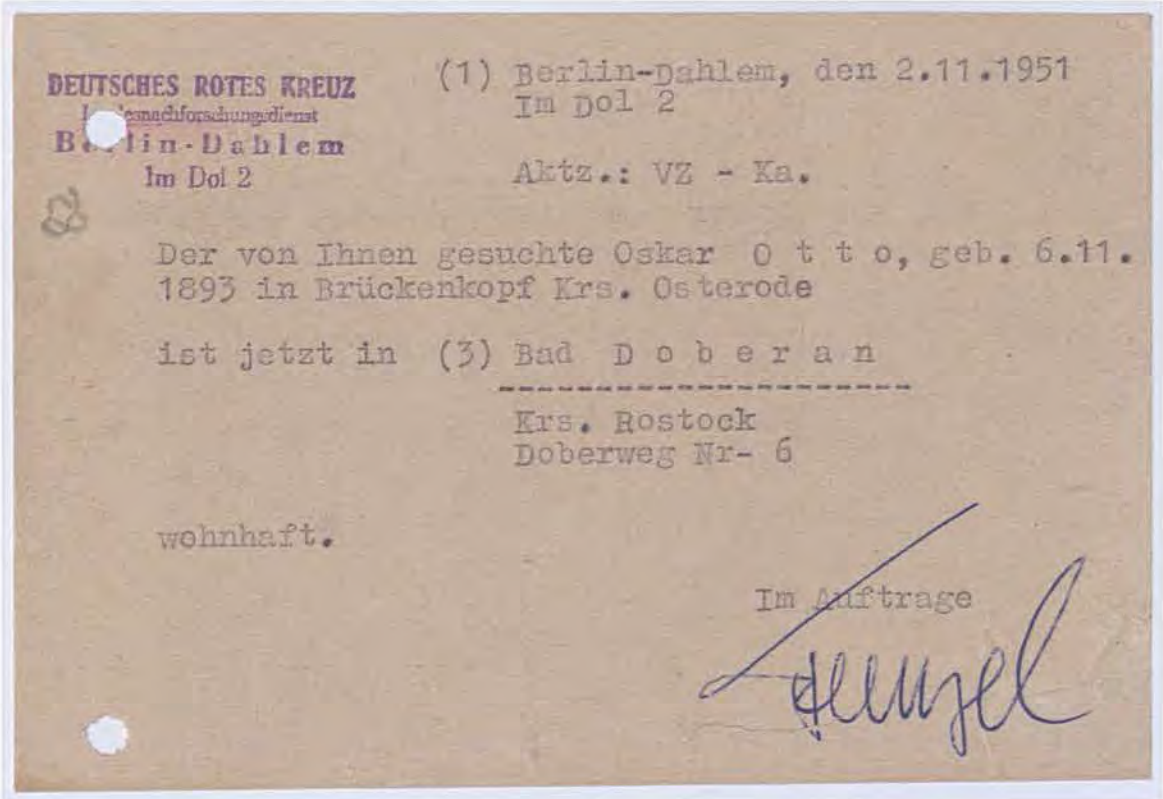 DEUTSCHES ROTES KREUZ
Berlin-Dahlem
Im Dol 2
(1) Berlin-Dahlem, den 2.11.1951
Im Dol 2
Aktz.: VZ - Ka.
Der von Ihnen gesuchte Oskar O t t o, geb. 6.11.
1893 in Brückenkopf Krs. Osterode
ist jetzt in (3) Bad D o b e r a n
Krs. Rostock
Doberweg Nr- 6
wohnhaft.
Im Auftrage